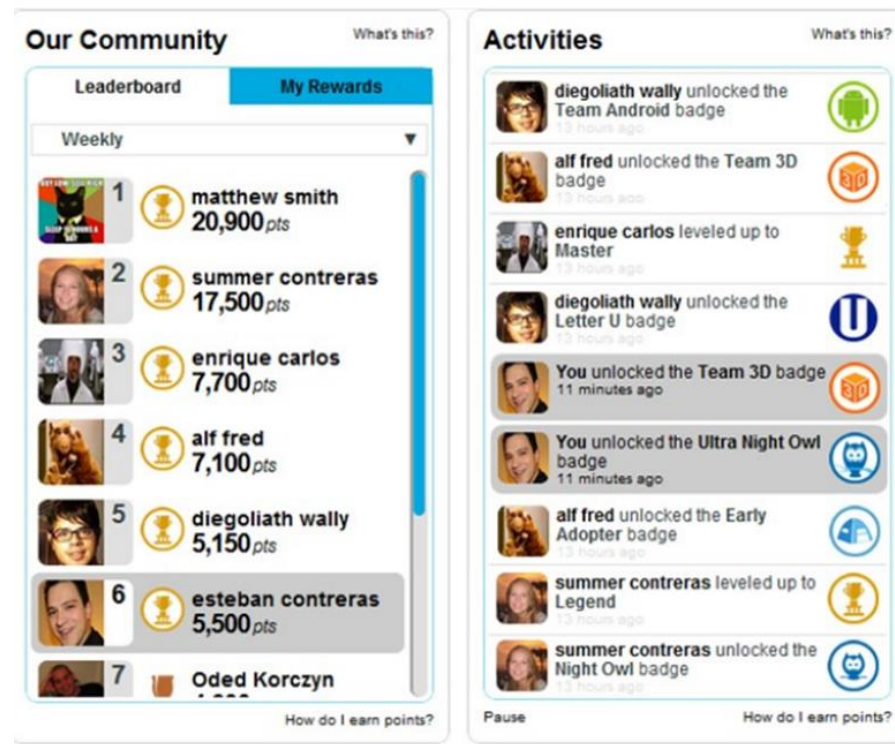 Our Community
What's this?
Leaderboard
My Rewards
Weekly
1
matthew smith
20,900 pts
2
summer contreras
17,500 pts
3
enrique carlos
7,700 pts
4
alf fred
7,100 pts
5
diegoliath wally
5,150 pts
6
esteban contreras
5,500 pts
7
Oded Korczyn
How do I earn points?
Activities
What's this?
diegoliath wally unlocked the
Team Android badge
13 hours ago
alf fred unlocked the Team 3D
badge
13 hours ago
enrique carlos leveled up to
Master
13 hours ago
diegoliath wally unlocked the
Letter U badge
13 hours ago
U
You unlocked the Team 3D badge
11 minutes ago
You unlocked the Ultra Night Owl
badge
11 minutes ago
alf fred unlocked the Early
Adopter badge
13 hours ago
summer contreras leveled up to
Legend
13 hours ago
summer contreras unlocked the
Night Owl badge
13 hours ago
Pause
How do I earn points?